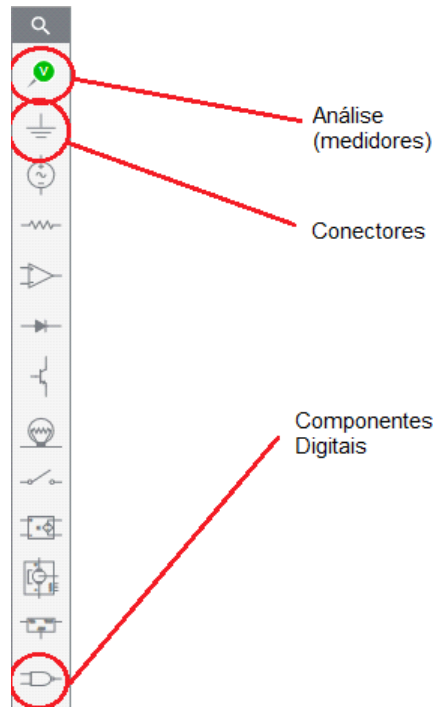 V
Análise
(medidores)
Conectores
Componentes
Digitais